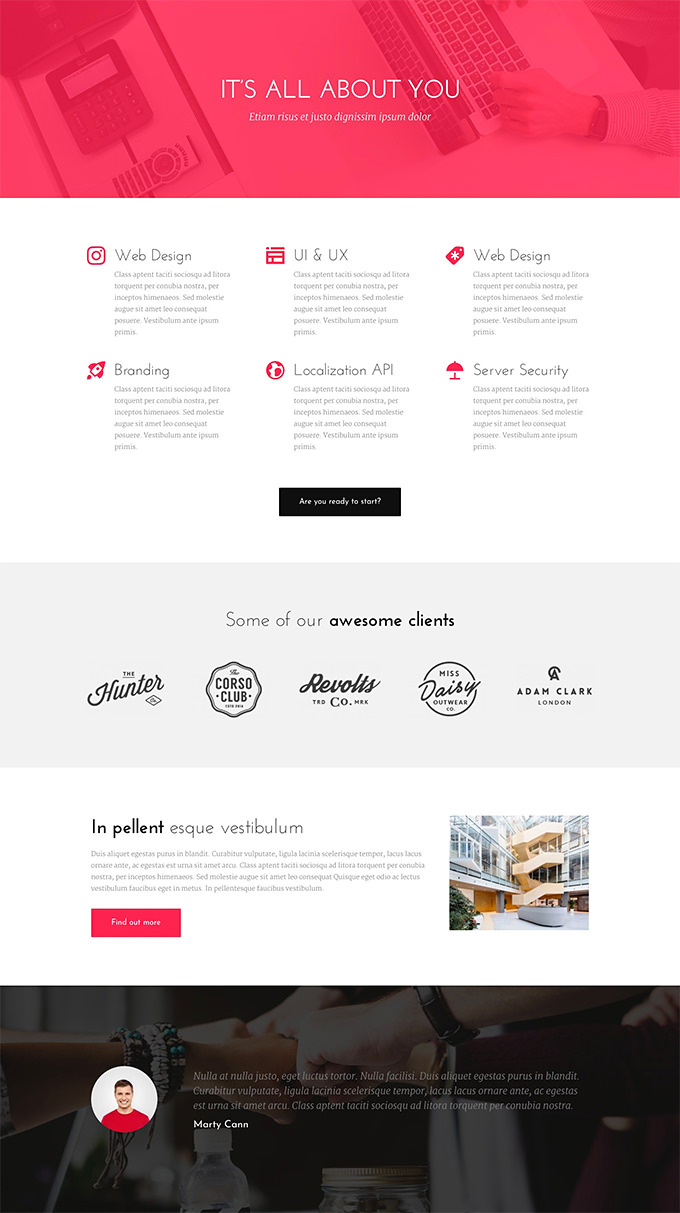 IT'S ALL ABOUT YOU
Etiam risus et justo dignissim ipsum dolor
Web Design
Class aptent taciti sociosqu ad litora
torquent per conubia nostra, per
inceptos himenaeos. Sed molestie
augue sit amet leo consequat
posuere. Vestibulum ante ipsum
primis.
UI & UX
Class aptent taciti sociosqu ad litora
torquent per conubia nostra, per
inceptos himenaeos. Sed molestie
augue sit amet leo consequat
posuere. Vestibulum ante ipsum
primis.
Web Design
Class aptent taciti sociosqu ad litora
torquent per conubia nostra, per
inceptos himenaeos. Sed molestie
augue sit amet leo consequat
posuere. Vestibulum ante ipsum
primis.
Branding
Class aptent taciti sociosqu ad litora
torquent per conubia nostra, per
inceptos himenaeos. Sed molestie
augue sit amet leo consequat
posuere. Vestibulum ante ipsum
primis.
Localization API
Class aptent taciti sociosqu ad litora
torquent per conubia nostra, per
inceptos himenaeos. Sed molestie
augue sit amet leo consequat
posuere. Vestibulum ante ipsum
primis.
Server Security
Class aptent taciti sociosqu ad litora
torquent per conubia nostra, per
inceptos himenaeos. Sed molestie
augue sit amet leo consequat
posuere. Vestibulum ante ipsum
primis.
Are you ready to start?
Some of our awesome clients
THE
Hunter
The
CORSO
CLUB
ESTD 2014
Revolts
TRD Co. MRK
MISS
Daisy
OUTWEAR
CO.
CA
ADAM CLARK
LONDON
In pellent esque vestibulum
Duis aliquet egestas purus in blandit. Curabitur vulputate, ligula lacinia scelerisque tempor, lacus lacus
ornare ante, ac egestas est urna sit amet arcu. Class aptent taciti sociosqu ad litora torquent per conubia
nostra, per inceptos himenaeos. Sed molestie augue sit amet leo consequat Quisque eget odio ac lectus
vestibulum faucibus eget in metus. In pellentesque faucibus vestibulum.
Find out more
Nulla at nulla justo, eget luctus tortor. Nulla facilisi. Duis aliquet egestas purus in blandit.
Curabitur vulputate, ligula lacinia scelerisque tempor, lacus lacus ornare ante, ac egestas
est urna sit amet arcu. Class aptent taciti sociosqu ad litora torquent per conubia nostra.
Marty Cann